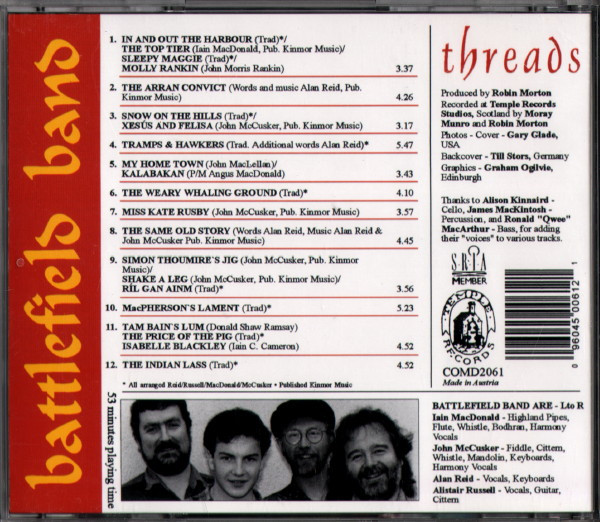 battlefield band
1. IN AND OUT THE HARBOUR (Trad)*/
THE TOP TIER (Iain MacDonald, Pub. Kinmor Music)/
SLEEPY MAGGIE (Trad)*/
MOLLY RANKIN (John Morris Rankin) 3.37
2. THE ARRAN CONVICT (Words and music Alan Reid, Pub.
Kinmor Music) 4.26
3. SNOW ON THE HILLS (Trad)*/
XESÚS AND FELISA (John McCusker, Pub. Kinmor Music) 3.17
4. TRAMPS & HAWKERS (Trad. Additional words Alan Reid)* 5.47
5. MY HOME TOWN (John MacLellan)/
KALABAKAN (P/M Angus MacDonald) 3.43
6. THE WEARY WHALING GROUND (Trad)* 4.10
7. MISS KATE RUSBY (John McCusker, Pub. Kinmor Music) 3.57
8. THE SAME OLD STORY (Words Alan Reid, Music Alan Reid &
John McCusker Pub. Kinmor Music) 4.45
9. SIMON THOUMIRE'S JIG (John McCusker, Pub. Kinmor
Music)/
SHAKE A LEG (John McCusker, Pub. Kinmor Music)/
RÍL GAN AINM (Trad)* 3.56
10. MacPHERSON'S LAMENT (Trad)* 5.23
11. TAM BAIN'S LUM (Donald Shaw Ramsay)
THE PRICE OF THE PIG (Trad)*
ISABELLE BLACKLEY (Iain C. Cameron) 4.52
12. THE INDIAN LASS (Trad)* 4.52
* All arranged Reid/Russell/MacDonald/McCusker • Published Kinmor Music
53 minutes playing time
threads
Produced by Robin Morton
Recorded at Temple Records
Studios, Scotland by Moray
Munro and Robin Morton
Photos - Cover - Gary Glade,
USA
Backcover - Till Stors, Germany
Graphics - Graham Ogilvie,
Edinburgh
Thanks to Alison Kinnaird -
Cello, James MacKintosh -
Percussion, and Ronald "Qwee"
MacArthur - Bass, for adding
their "voices" to various tracks.
SRIA
MEMBER
TEMPLE
RECORDS
COMD2061
Made in Austria
0 96045 00612 1
BATTLEFIELD BAND ARE - L to R
Iain MacDonald - Highland Pipes,
Flute, Whistle, Bodhran, Harmony
Vocals
John McCusker - Fiddle, Cittern,
Whistle, Mandolin, Keyboards,
Harmony Vocals
Alan Reid - Vocals, Keyboards
Alistair Russell - Vocals, Guitar,
Cittern